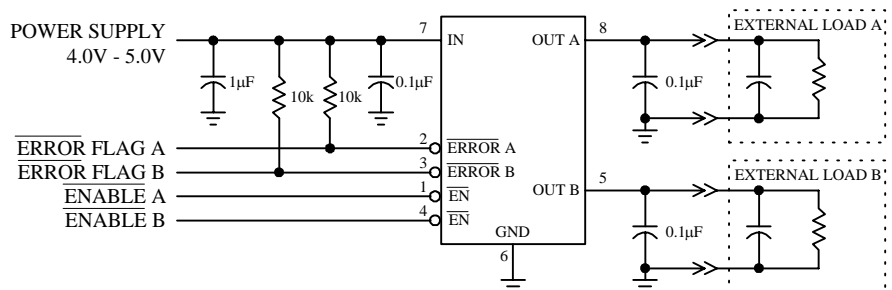 POWER SUPPLY
4.0V - 5.0V
7
IN
OUT A
8
EXTERNAL LOAD A
1μF
10k
10k
0.1μF
0.1μF
ERROR FLAG A
2
ERROR A
ERROR FLAG B
3
ERROR B
ENABLE A
1
EN
ENABLE B
4
EN
OUT B
5
EXTERNAL LOAD B
0.1μF
GND
6